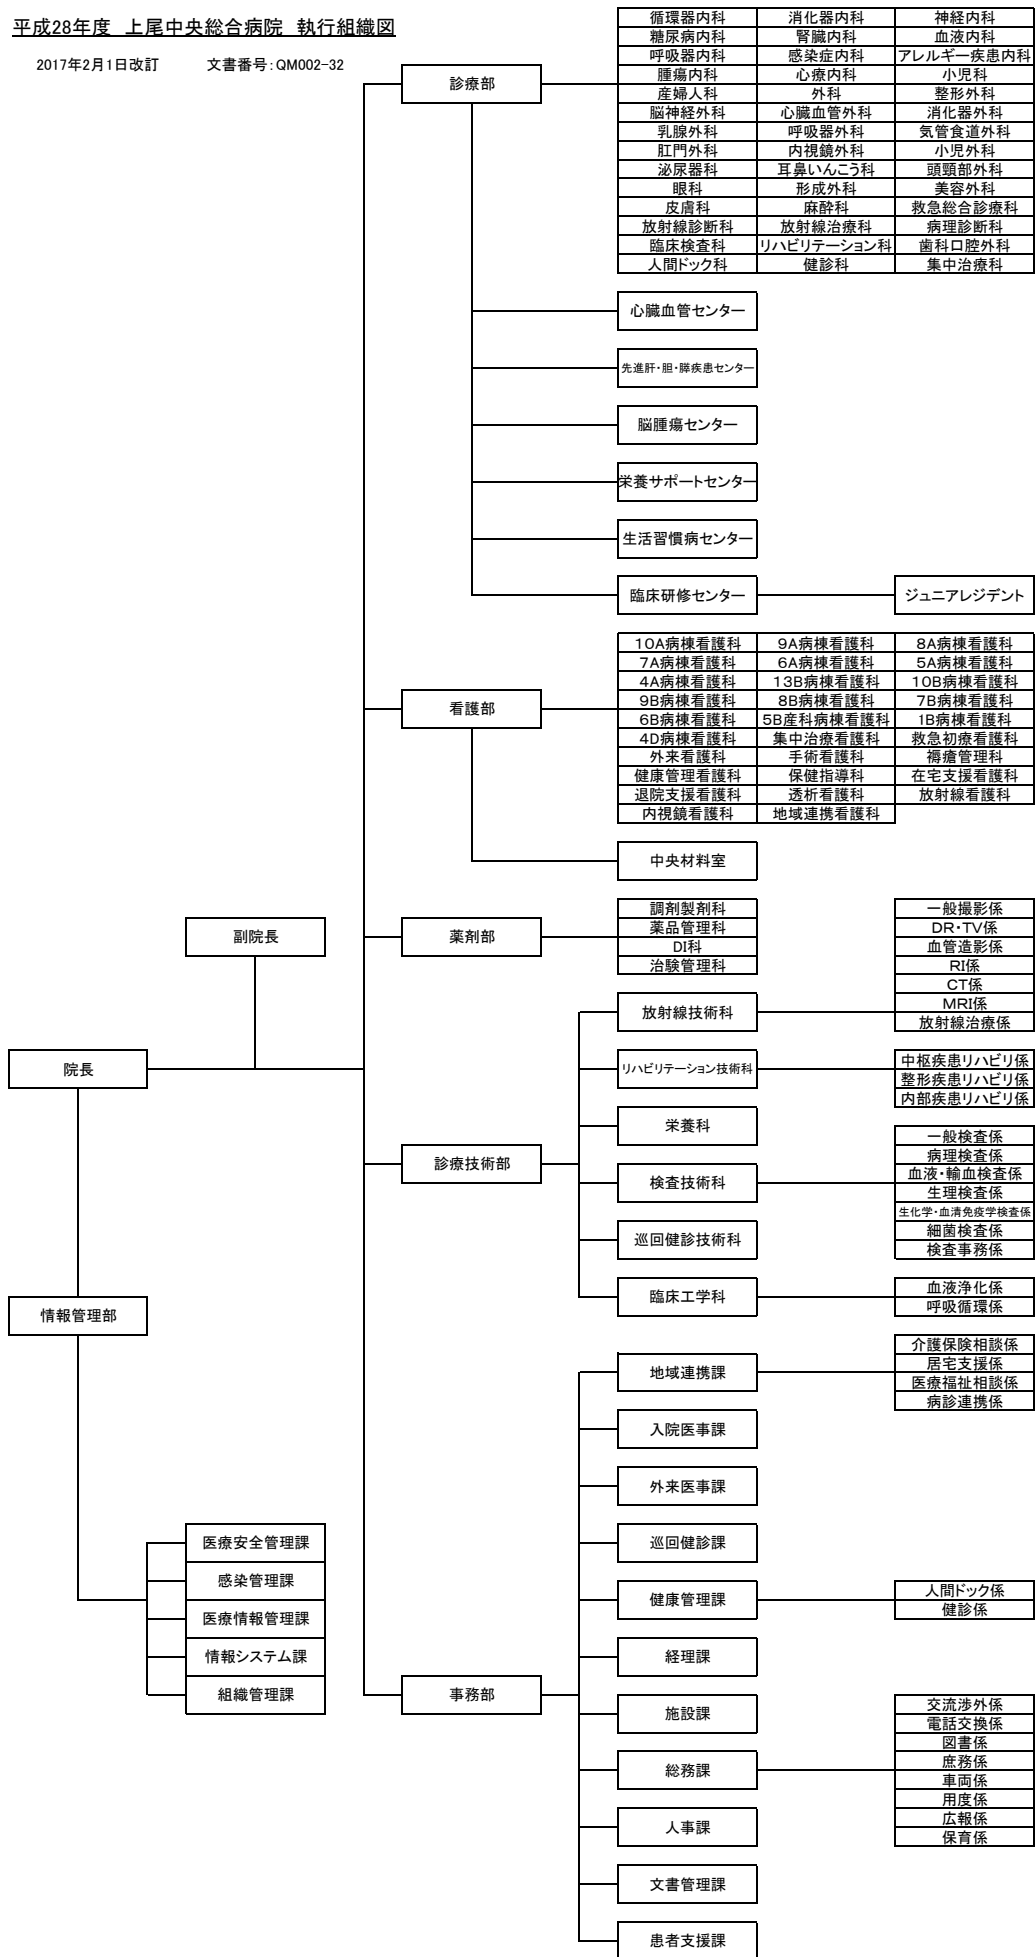 平成28年度 上尾中央総合病院 執行組織図
2017年2月1日改訂 文書番号：QM002-32
院長
副院長
情報管理部
医療安全管理課
感染管理課
医療情報管理課
情報システム課
組織管理課
診療部
循環器内科 消化器内科 神経内科
糖尿病内科 腎臓内科 血液内科
呼吸器内科 感染症内科 アレルギー疾患内科
腫瘍内科 心療内科 小児科
産婦人科 外科 整形外科
脳神経外科 心臓血管外科 消化器外科
乳腺外科 呼吸器外科 気管食道外科
肛門外科 内視鏡外科 小児外科
泌尿器科 耳鼻いんこう科 頭頸部外科
眼科 形成外科 美容外科
皮膚科 麻酔科 救急総合診療科
放射線診断科 放射線治療科 病理診断科
臨床検査科 リハビリテーション科 歯科口腔外科
人間ドック科 健診科 集中治療科
心臓血管センター
先進肝・胆・膵疾患センター
脳腫瘍センター
栄養サポートセンター
生活習慣病センター
臨床研修センター
ジュニアレジデント
看護部
10A病棟看護科 9A病棟看護科 8A病棟看護科
7A病棟看護科 6A病棟看護科 5A病棟看護科
4A病棟看護科 13B病棟看護科 10B病棟看護科
9B病棟看護科 8B病棟看護科 7B病棟看護科
6B病棟看護科 5B産科病棟看護科 1B病棟看護科
4D病棟看護科 集中治療看護科 救急初療看護科
外来看護科 手術看護科 褥瘡管理科
健康管理看護科 保健指導科 在宅支援看護科
退院支援看護科 透析看護科 放射線看護科
内視鏡看護科 地域連携看護科
中央材料室
薬剤部
調剤製剤科
薬品管理科
DI科
治験管理科
診療技術部
放射線技術科
一般撮影係
DR・TV係
血管造影係
RI係
CT係
MRI係
放射線治療係
リハビリテーション技術科
中枢疾患リハビリ係
整形疾患リハビリ係
内部疾患リハビリ係
栄養科
検査技術科
一般検査係
病理検査係
血液・輸血検査係
生理検査係
生化学・血清免疫学検査係
細菌検査係
検査事務係
巡回健診技術科
臨床工学科
血液浄化係
呼吸循環係
事務部
地域連携課
介護保険相談係
居宅支援係
医療福祉相談係
病診連携係
入院医事課
外来医事課
巡回健診課
健康管理課
人間ドック係
健診係
経理課
施設課
総務課
交流渉外係
電話交換係
図書係
庶務係
車両係
用度係
広報係
保育係
人事課
文書管理課
患者支援課